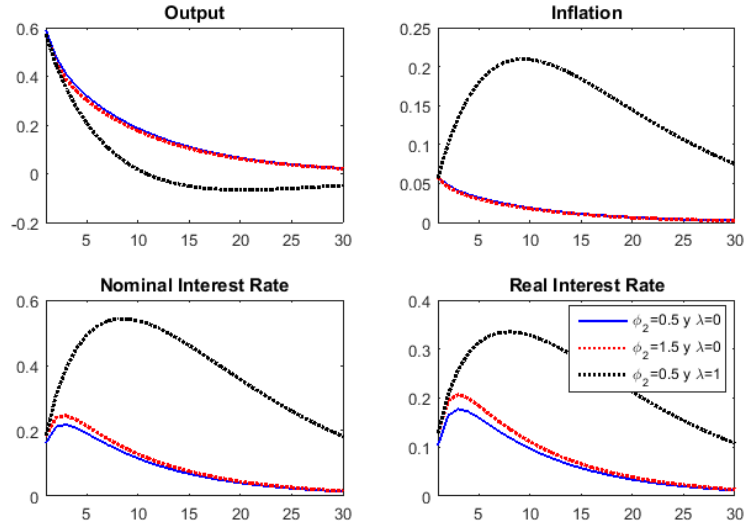 Output
0.6
0.4
0.2
0
-0.2
5 10 15 20 25 30
Inflation
0.25
0.2
0.15
0.1
0.05
0
5 10 15 20 25 30
Nominal Interest Rate
0.6
0.4
0.2
0
5 10 15 20 25 30
Real Interest Rate
0.4
0.3
0.2
0.1
0
5 10 15 20 25 30
ϕ₂=0.5 y λ=0
ϕ₂=1.5 y λ=0
ϕ₂=0.5 y λ=1